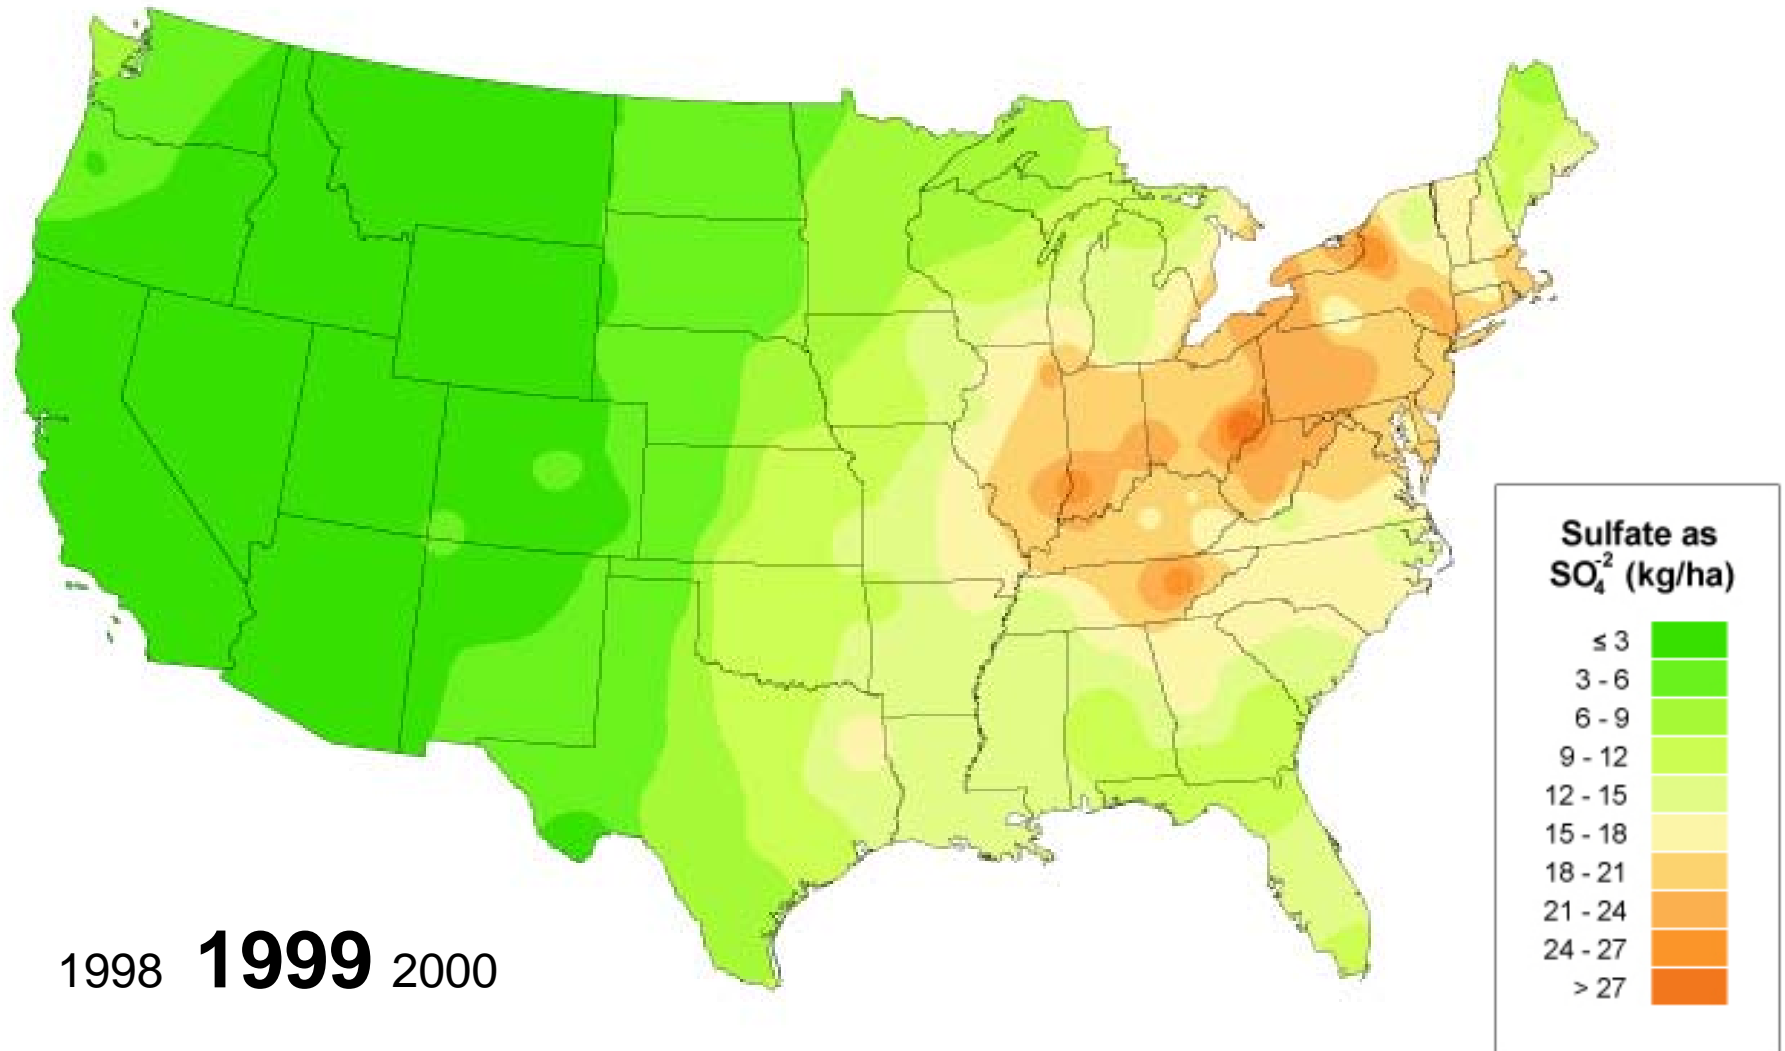 Sulfate as
SO₄⁻² (kg/ha)
≤ 3
3 - 6
6 - 9
9 - 12
12 - 15
15 - 18
18 - 21
21 - 24
24 - 27
> 27
1998 1999 2000